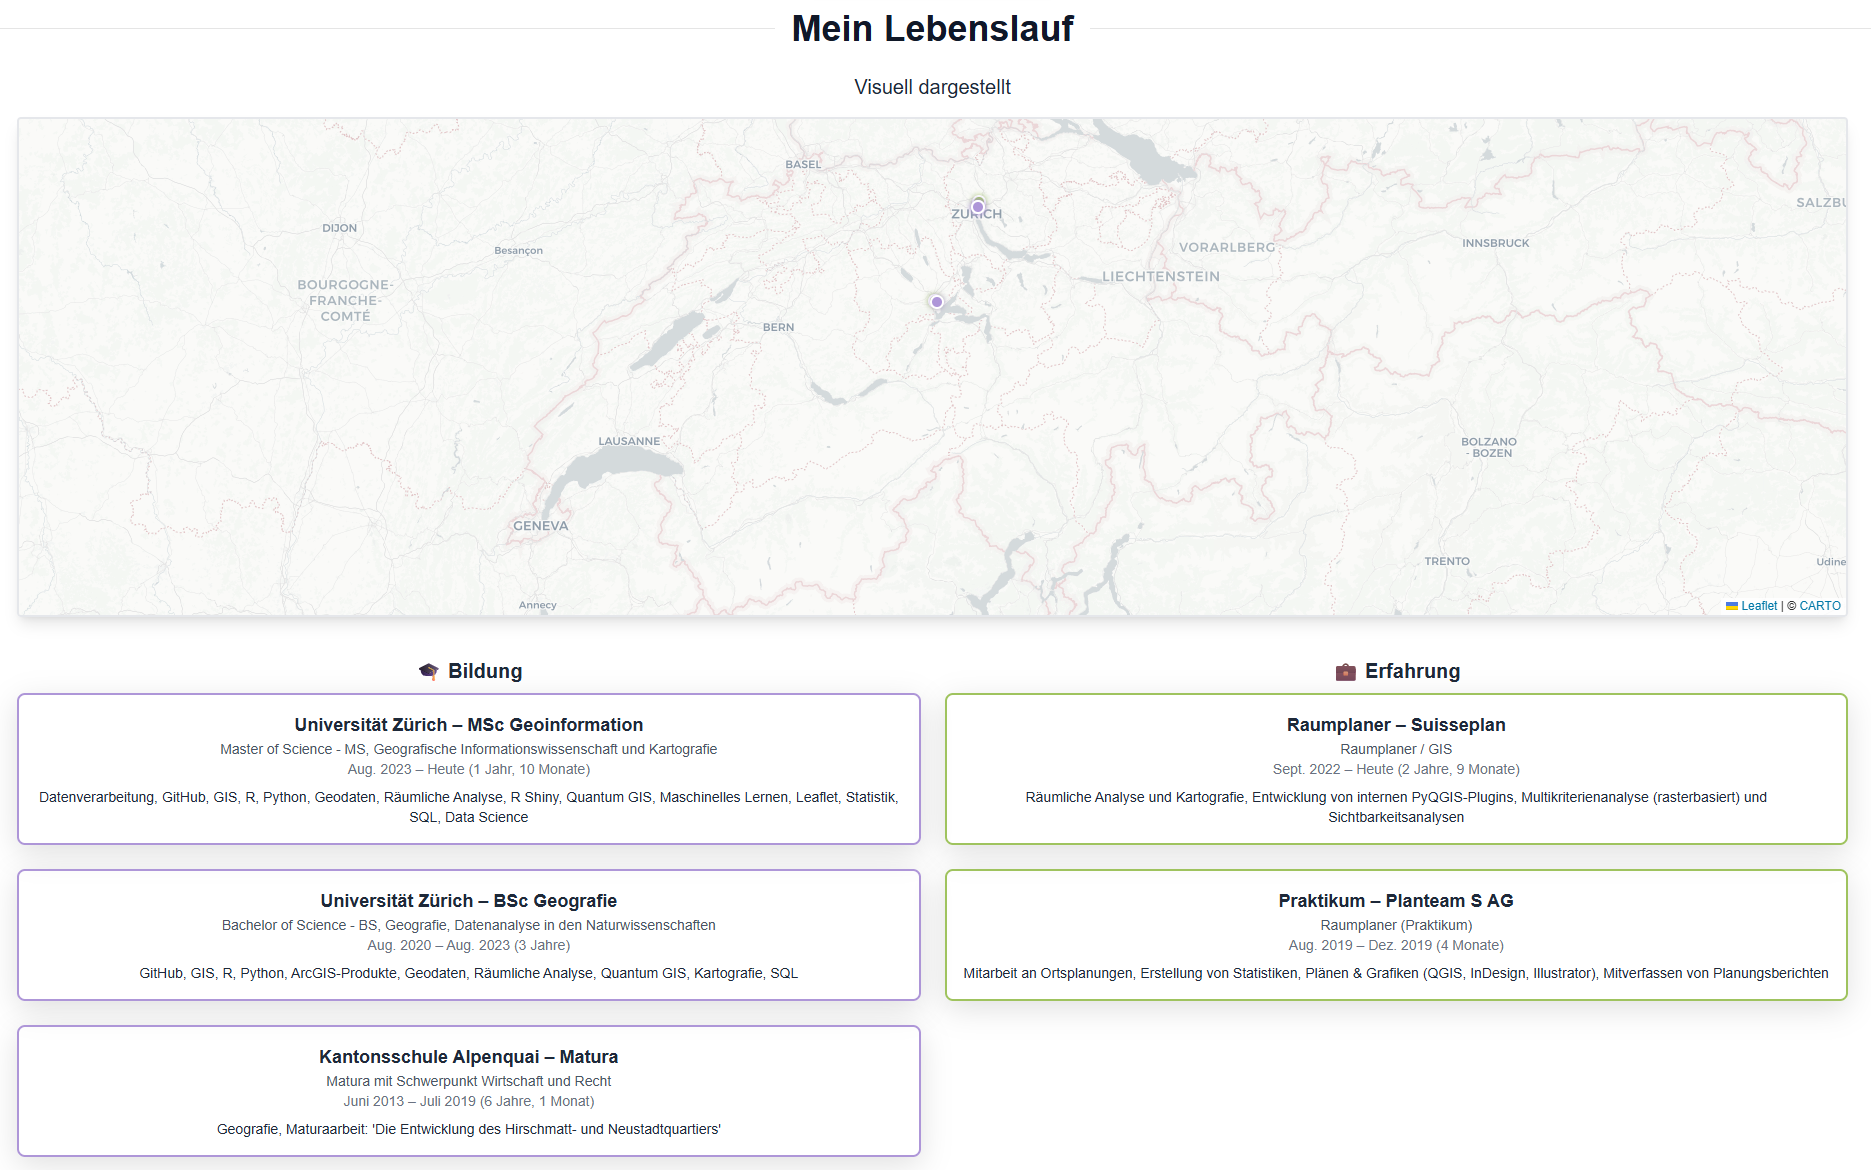 Mein Lebenslauf
Visuell dargestellt
BASEL
ZURICH
SALZBU
DIJON
Besançon
VORARLBERG
INNSBRUCK
LIECHTENSTEIN
BOURGOGNE-
FRANCHE-
COMTÉ
BERN
LAUSANNE
BOLZANO
- BOZEN
GENEVA
TRENTO
Udine
Annecy
Leaflet | © CARTO
🎓 Bildung
Universität Zürich – MSc Geoinformation
Master of Science - MS, Geografische Informationswissenschaft und Kartografie
Aug. 2023 – Heute (1 Jahr, 10 Monate)
Datenverarbeitung, GitHub, GIS, R, Python, Geodaten, Räumliche Analyse, R Shiny, Quantum GIS, Maschinelles Lernen, Leaflet, Statistik,
SQL, Data Science
Universität Zürich – BSc Geografie
Bachelor of Science - BS, Geografie, Datenanalyse in den Naturwissenschaften
Aug. 2020 – Aug. 2023 (3 Jahre)
GitHub, GIS, R, Python, ArcGIS-Produkte, Geodaten, Räumliche Analyse, Quantum GIS, Kartografie, SQL
Kantonsschule Alpenquai – Matura
Matura mit Schwerpunkt Wirtschaft und Recht
Juni 2013 – Juli 2019 (6 Jahre, 1 Monat)
Geografie, Maturaarbeit: 'Die Entwicklung des Hirschmatt- und Neustadtquartiers'
💼 Erfahrung
Raumplaner – Suisseplan
Raumplaner / GIS
Sept. 2022 – Heute (2 Jahre, 9 Monate)
Räumliche Analyse und Kartografie, Entwicklung von internen PyQGIS-Plugins, Multikriterienanalyse (rasterbasiert) und
Sichtbarkeitsanalysen
Praktikum – Planteam S AG
Raumplaner (Praktikum)
Aug. 2019 – Dez. 2019 (4 Monate)
Mitarbeit an Ortsplanungen, Erstellung von Statistiken, Plänen & Grafiken (QGIS, InDesign, Illustrator), Mitverfassen von Planungsberichten